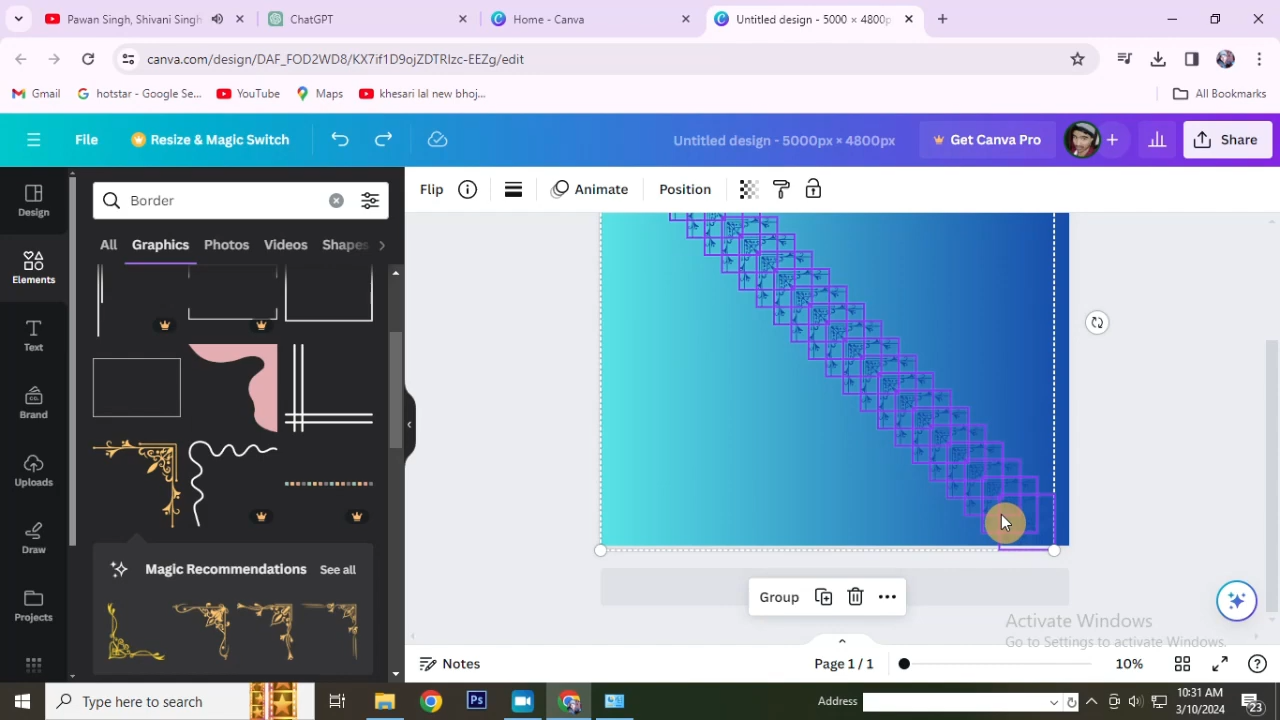 Pawan Singh, Shivani Singh
ChatGPT
Home - Canva
Untitled design - 5000 × 4800p
canva.com/design/DAF_FOD2WD8/KX7if1D9ojZDTRIzc-EEZg/edit
Gmail
hotstar - Google Se...
YouTube
Maps
khesari lal new bhoj...
All Bookmarks
File
Resize & Magic Switch
Untitled design - 5000px × 4800px
Get Canva Pro
Share
Design
Elements
Text
Brand
Uploads
Draw
Projects
Border
All
Graphics
Photos
Videos
Shapes
Magic Recommendations
See all
Flip
Animate
Position
Group
Activate Windows
Go to Settings to activate Windows.
Notes
Page 1 / 1
10%
Type here to search
Ps
Address
10:31 AM
3/10/2024
23